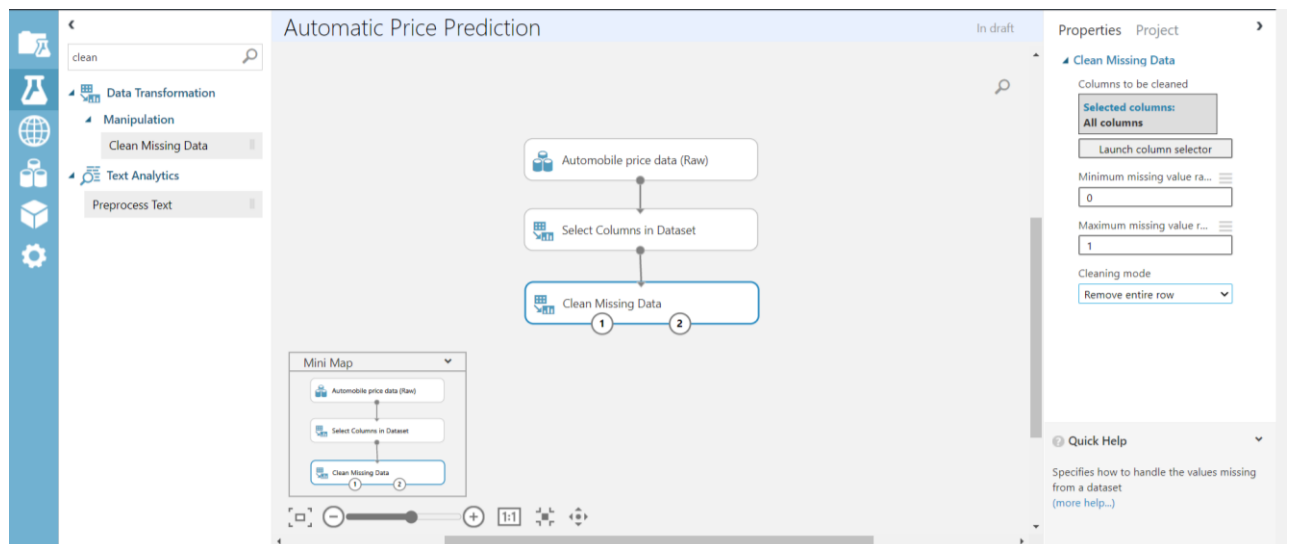 Automatic Price Prediction
In draft
clean
Data Transformation
Manipulation
Clean Missing Data
Text Analytics
Preprocess Text
Automobile price data (Raw)
Select Columns in Dataset
Clean Missing Data
1
2
Mini Map
Automobile price data (Raw)
Select Columns in Dataset
Clean Missing Data
1
2
1:1
Properties Project
Clean Missing Data
Columns to be cleaned
Selected columns:
All columns
Launch column selector
Minimum missing value ra...
0
Maximum missing value r...
1
Cleaning mode
Remove entire row
Quick Help
Specifies how to handle the values missing
from a dataset
(more help...)